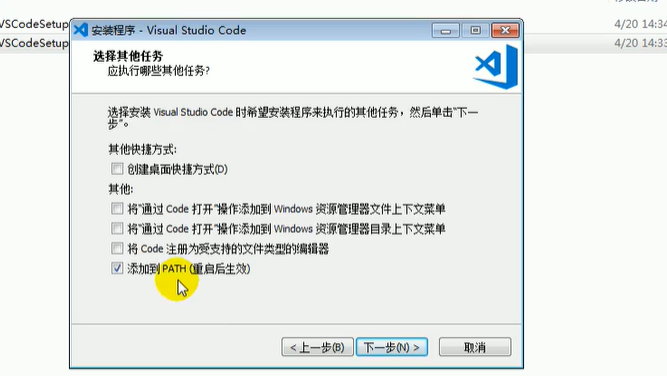 VSCodeSetup
4/20 14:34
VSCodeSetup
4/20 14:33
安装程序 - Visual Studio Code
选择其他任务
应执行哪些其他任务?
选择安装 Visual Studio Code 时希望安装程序来执行的其他任务，然后单击“下一
步”。
其他快捷方式:
创建桌面快捷方式(D)
其他:
将“通过 Code 打开“操作添加到 Windows 资源管理器文件上下文菜单
将“通过 Code 打开“操作添加到 Windows 资源管理器目录上下文菜单
将 Code 注册为受支持的文件类型的编辑器
添加到 PATH (重启后生效)
< 上一步(B)
下一步(N) >
取消